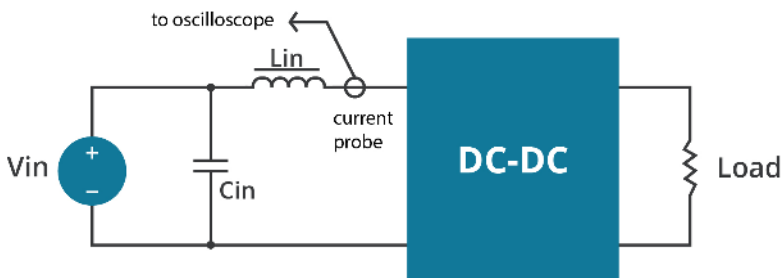 to oscilloscope
Lin
current
probe
Vin
+
−
Cin
DC-DC
Load